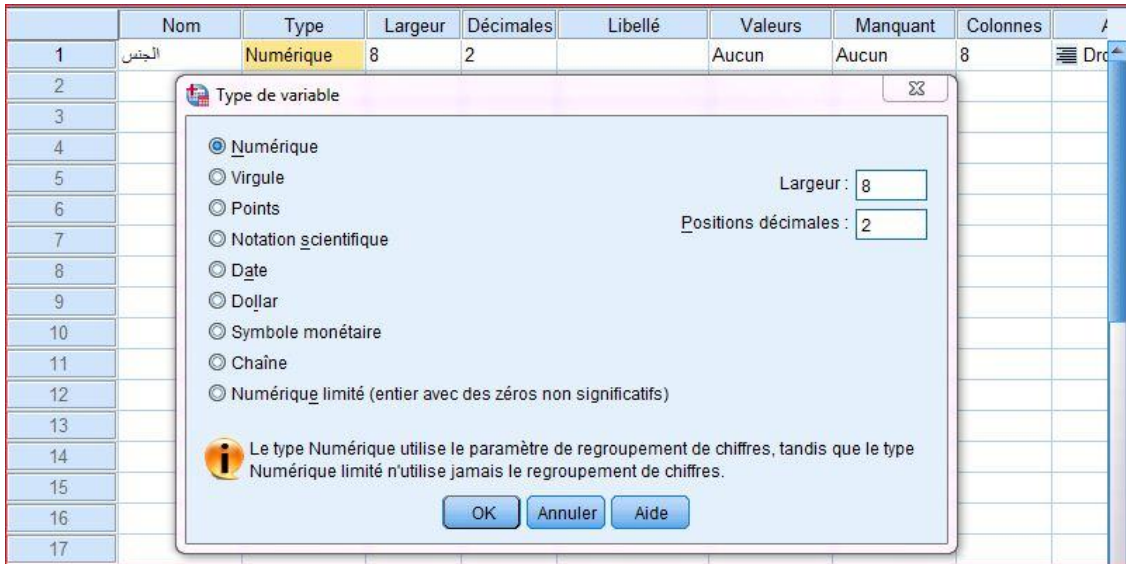 Nom Type Largeur Décimales Libellé Valeurs Manquant Colonnes
1 الجنس Numérique 8 2 Aucun Aucun 8
2
Type de variable
3
4 Numérique
5 Virgule Largeur : 8
6 Points Positions décimales : 2
7 Notation scientifique
8 Date
9 Dollar
10 Symbole monétaire
11 Chaîne
12 Numérique limité (entier avec des zéros non significatifs)
13
14 Le type Numérique utilise le paramètre de regroupement de chiffres, tandis que le type
15 Numérique limité n'utilise jamais le regroupement de chiffres.
16 OK Annuler Aide
17